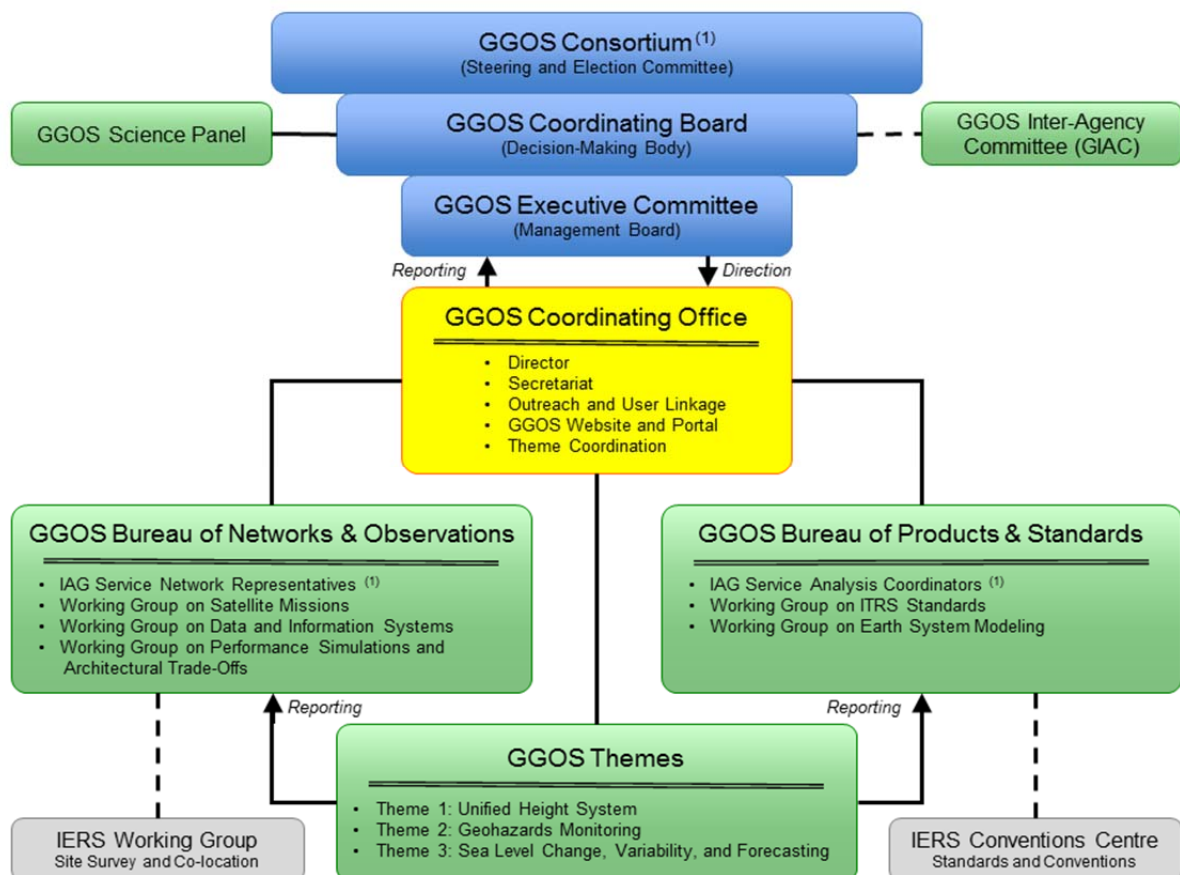 GGOS Consortium (1)
(Steering and Election Committee)
GGOS Science Panel
GGOS Coordinating Board
(Decision-Making Body)
GGOS Inter-Agency
Committee (GIAC)
GGOS Executive Committee
(Management Board)
Reporting
Direction
GGOS Coordinating Office
• Director
• Secretariat
• Outreach and User Linkage
• GGOS Website and Portal
• Theme Coordination
GGOS Bureau of Networks & Observations
• IAG Service Network Representatives (1)
• Working Group on Satellite Missions
• Working Group on Data and Information Systems
• Working Group on Performance Simulations and
Architectural Trade-Offs
GGOS Bureau of Products & Standards
• IAG Service Analysis Coordinators (1)
• Working Group on ITRS Standards
• Working Group on Earth System Modeling
Reporting
Reporting
GGOS Themes
• Theme 1: Unified Height System
• Theme 2: Geohazards Monitoring
• Theme 3: Sea Level Change, Variability, and Forecasting
IERS Working Group
Site Survey and Co-location
IERS Conventions Centre
Standards and Conventions